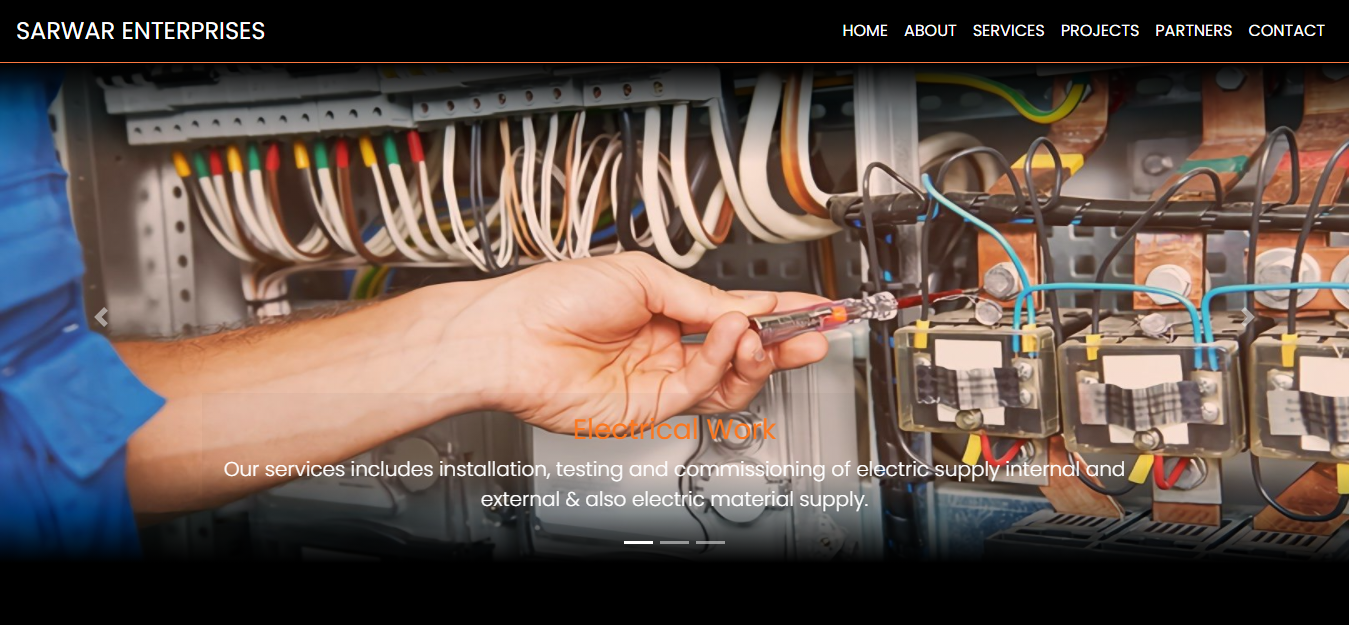 SARWAR ENTERPRISES
HOME ABOUT SERVICES PROJECTS PARTNERS CONTACT
Electrical Work
Our services includes installation, testing and commissioning of electric supply internal and
external & also electric material supply.